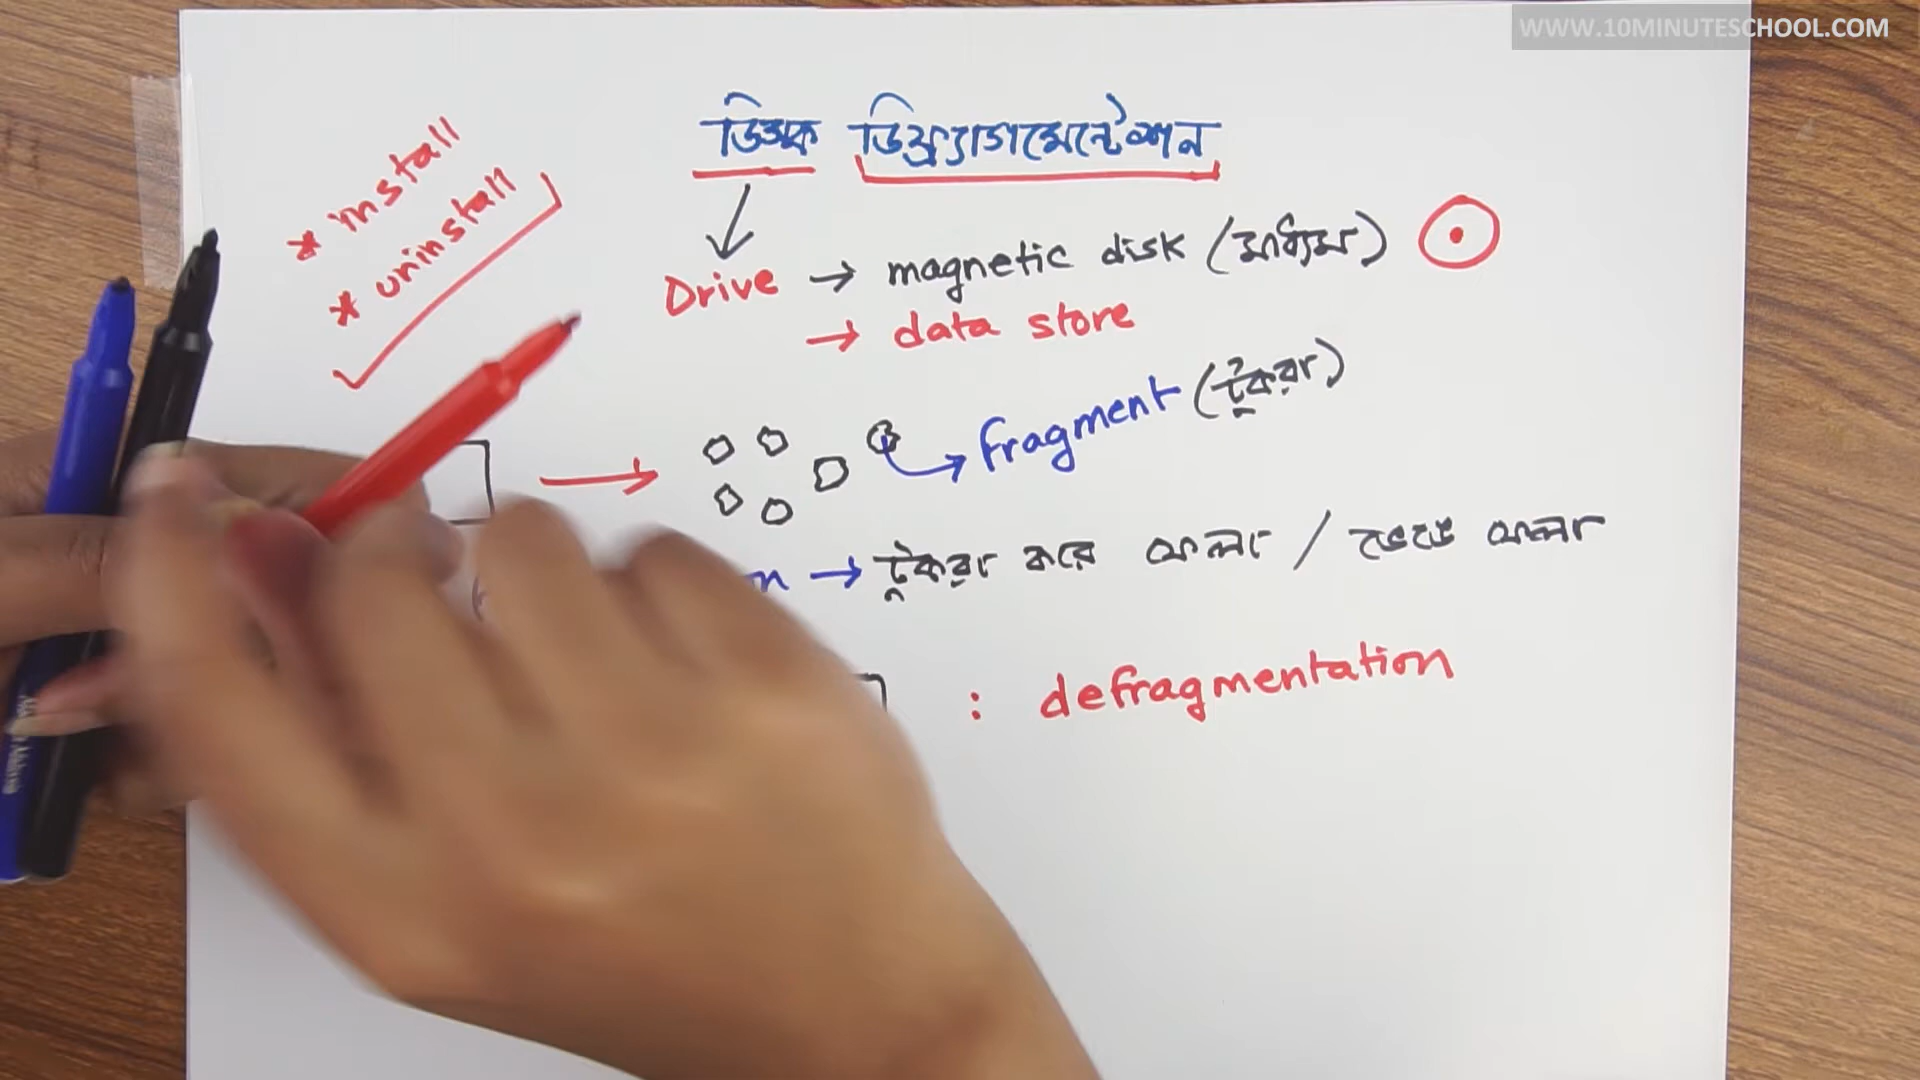 WWW.10MINUTESCHOOL.COM
ডিস্ক ডিফ্র্যাগমেন্টেশন
* install
* uninstall
Drive → magnetic disk (মাধ্যম)
→ data store
fragment (টুকরা)
→ টুকরা করে ফেলা / ভেঙে ফেলা
: defragmentation